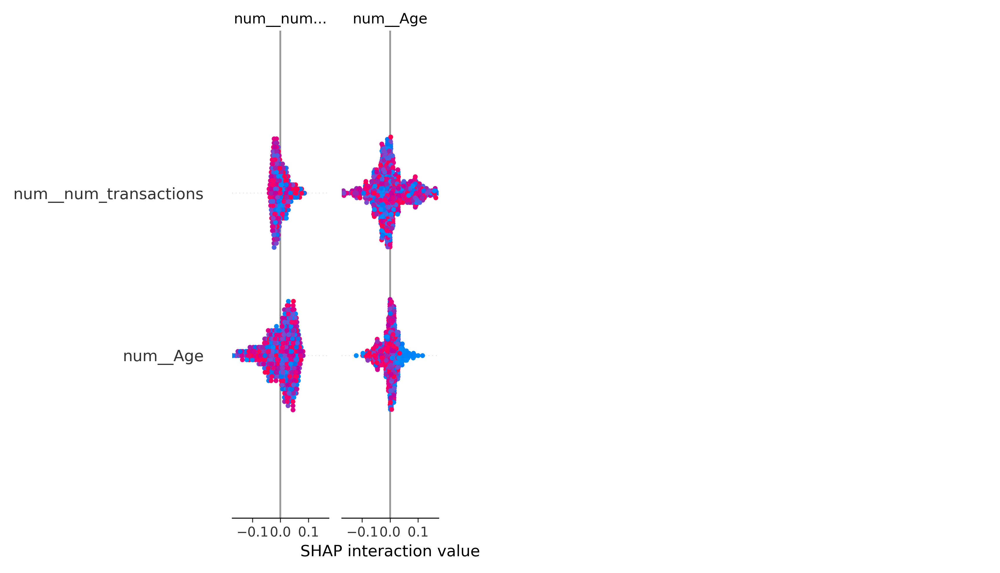 num__num... num__Age
num__num_transactions
num__Age
−0.1 0.0 0.1 −0.1 0.0 0.1
SHAP interaction value